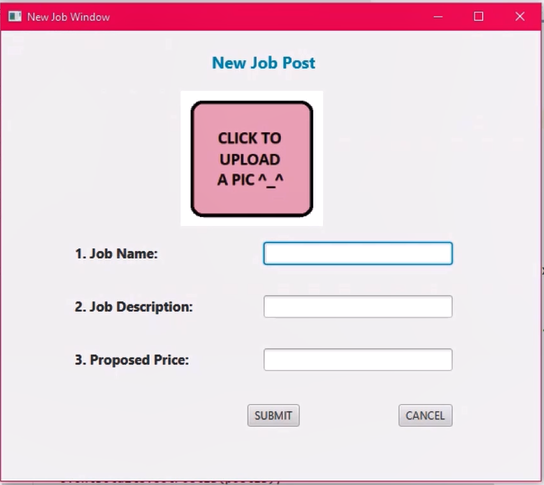 New Job Window
New Job Post
CLICK TO
UPLOAD
A PIC ^_^
1. Job Name:
2. Job Description:
3. Proposed Price:
SUBMIT CANCEL